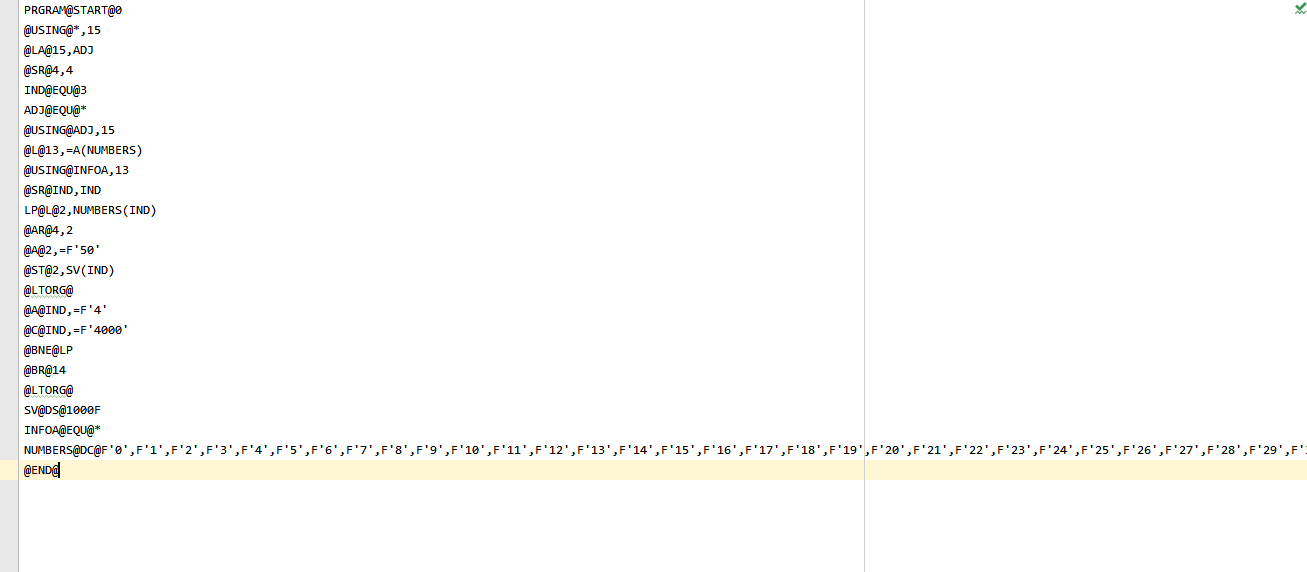 PRGRAM@START@0
@USING@*,15
@LA@15,ADJ
@SR@4,4
IND@EQU@3
ADJ@EQU@*
@USING@ADJ,15
@L@13,=A(NUMBERS)
@USING@INFOA,13
@SR@IND,IND
LP@L@2,NUMBERS(IND)
@AR@4,2
@A@2,=F'50'
@ST@2,SV(IND)
@LTORG@
@A@IND,=F'4'
@C@IND,=F'4000'
@BNE@LP
@BR@14
@LTORG@
SV@DS@1000F
INFOA@EQU@*
NUMBERS@DC@F'0',F'1',F'2',F'3',F'4',F'5',F'6',F'7',F'8',F'9',F'10',F'11',F'12',F'13',F'14',F'15',F'16',F'17',F'18',F'19',F'20',F'21',F'22',F'23',F'24',F'25',F'26',F'27',F'28',F'29',F'
@END@